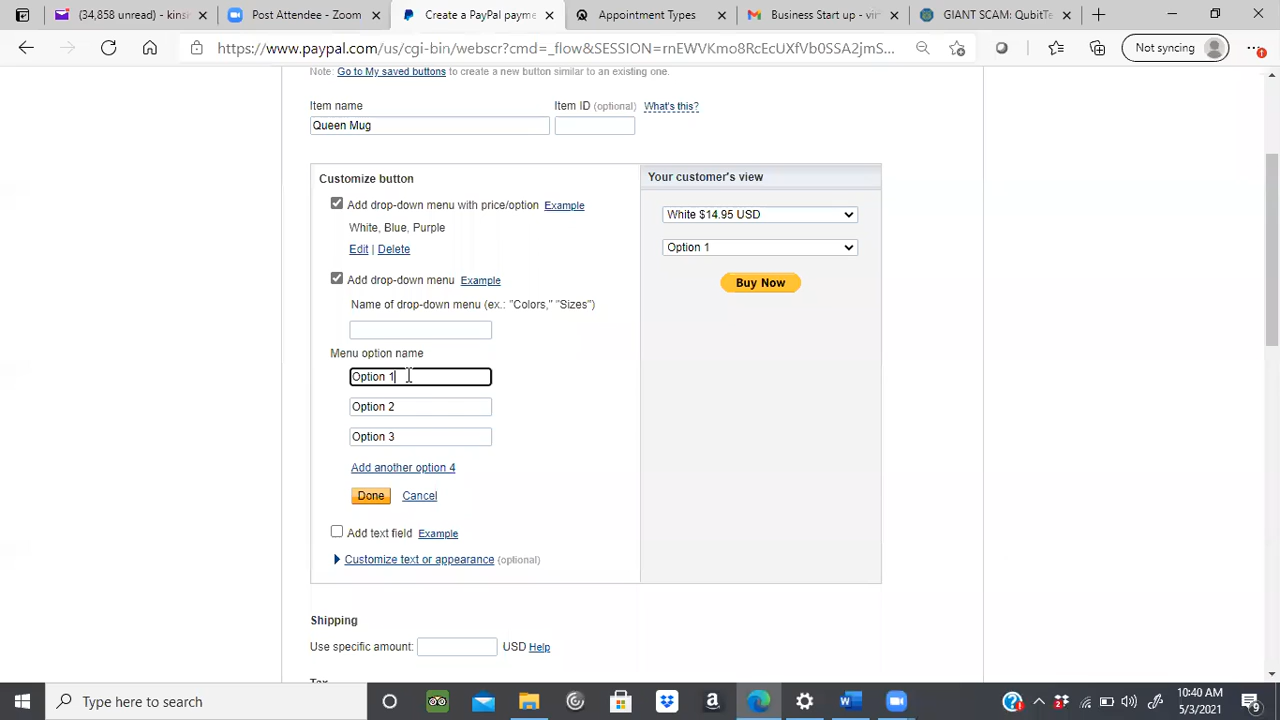 (34,858 unread) - kinsi
Post Attendee - Zoom
Create a PayPal payme
Appointment Types
Business Start up - vir
GIANT SCAM: QubitTe
https://www.paypal.com/us/cgi-bin/webscr?cmd=_flow&SESSION=rnEWVKmo8RcEcUXfVb0SSA2jmS...
Not syncing
Note: Go to My saved buttons to create a new button similar to an existing one.
Item name
Item ID (optional) What's this?
Queen Mug
Customize button
Your customer's view
Add drop-down menu with price/option Example
White $14.95 USD
White, Blue, Purple
Edit | Delete
Option 1
Add drop-down menu Example
Buy Now
Name of drop-down menu (ex.: "Colors," "Sizes")
Menu option name
Option 1
Option 2
Option 3
Add another option 4
Done Cancel
Add text field Example
Customize text or appearance (optional)
Shipping
Use specific amount: USD Help
Type here to search
10:40 AM
5/3/2021